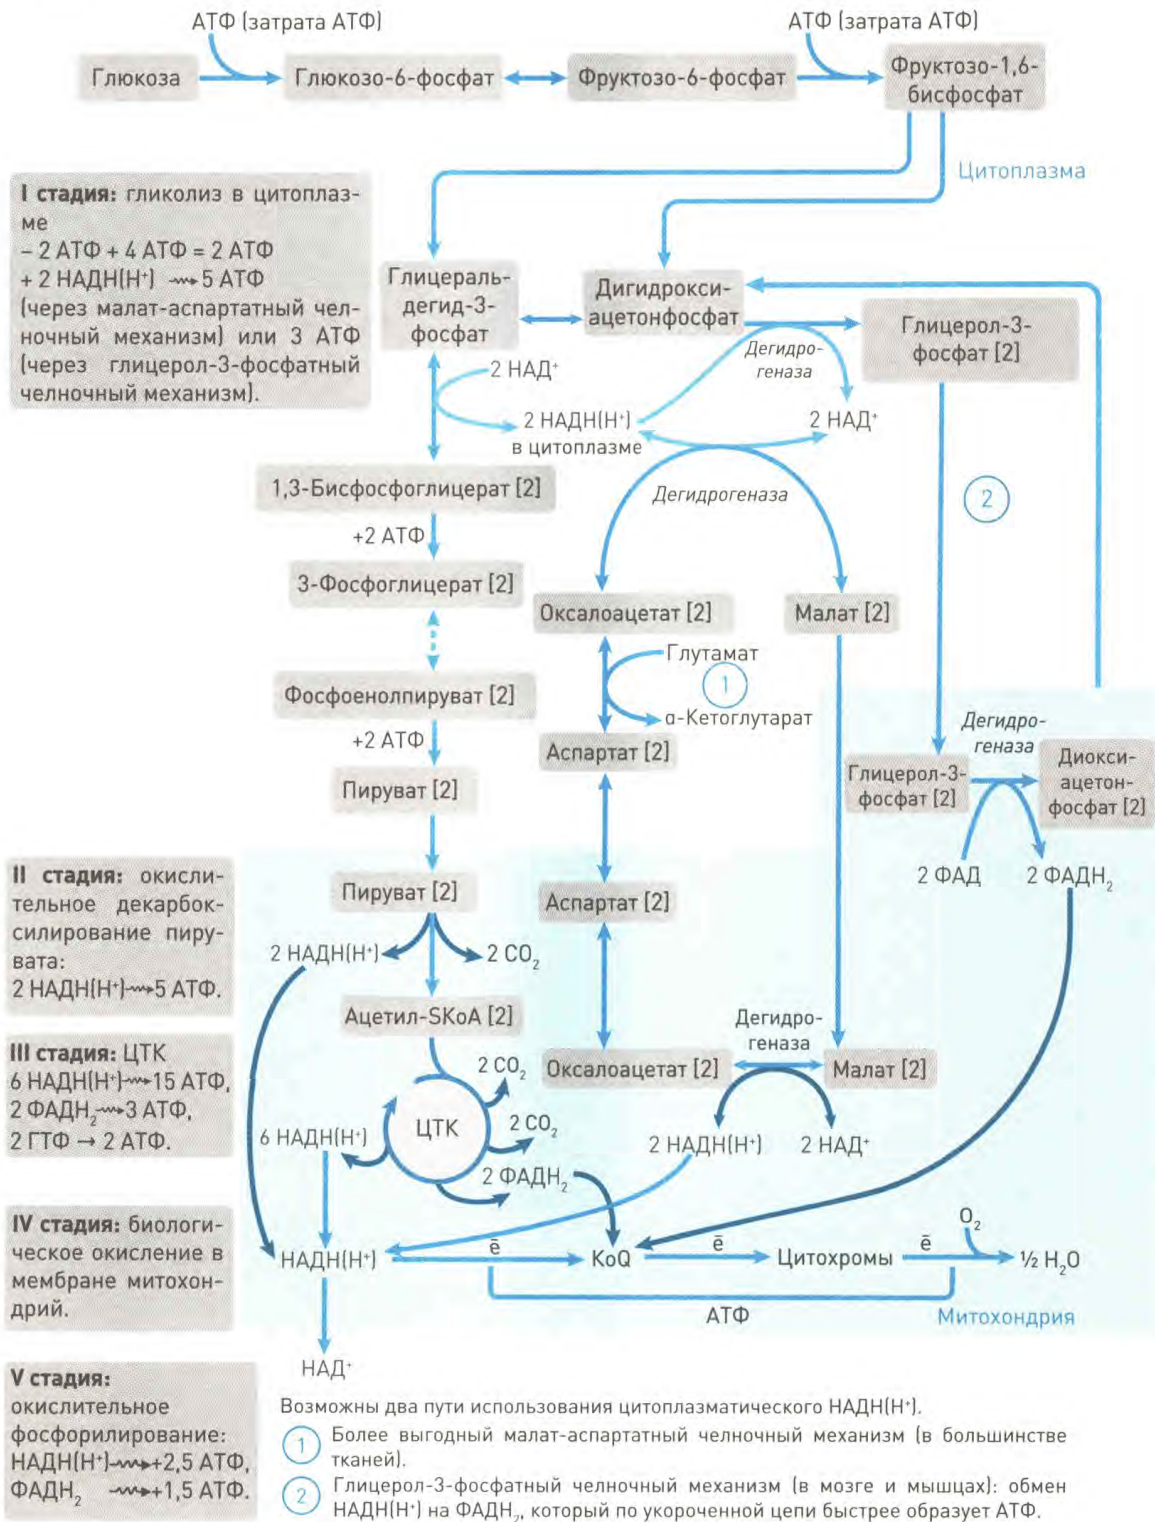 АТФ (затрата АТФ)
АТФ (затрата АТФ)
Глюкоза
Глюкозо-6-фосфат
Фруктозо-6-фосфат
Фруктозо-1,6-
бисфосфат
Цитоплазма
I стадия: гликолиз в цитоплаз-
ме
– 2 АТФ + 4 АТФ = 2 АТФ
+ 2 НАДН(Н⁺) ⇝ 5 АТФ
(через малат-аспартатный чел-
ночный механизм) или 3 АТФ
(через глицерол-3-фосфатный
челночный механизм).
Глицераль-
дегид-3-
фосфат
Дигидрокси-
ацетонфосфат
Глицерол-3-
фосфат [2]
Дегидро-
геназа
2 НАД⁺
2 НАДН(Н⁺)
в цитоплазме
2 НАД⁺
1,3-Бисфосфоглицерат [2]
Дегидрогеназа
2
+2 АТФ
3-Фосфоглицерат [2]
Оксалоацетат [2]
Малат [2]
Глутамат
1
α-Кетоглутарат
Фосфоенолпируват [2]
+2 АТФ
Аспартат [2]
Дегидро-
геназа
Глицерол-3-
фосфат [2]
Диокси-
ацетон-
фосфат [2]
Пируват [2]
2 ФАД
2 ФАДН₂
II стадия: окисли-
тельное декарбок-
силирование пиру-
вата:
2 НАДН(Н⁺)⇝5 АТФ.
Пируват [2]
Аспартат [2]
2 НАДН(Н⁺)
2 СО₂
Ацетил-SКоА [2]
Дегидро-
геназа
Оксалоацетат [2]
Малат [2]
III стадия: ЦТК
6 НАДН(Н⁺)⇝15 АТФ,
2 ФАДН₂⇝3 АТФ,
2 ГТФ → 2 АТФ.
2 СО₂
ЦТК
2 СО₂
6 НАДН(Н⁺)
2 ФАДН₂
2 НАДН(Н⁺)
2 НАД⁺
IV стадия: биологи-
ческое окисление в
мембране митохон-
дрий.
НАДН(Н⁺)
ē
КоQ
ē
Цитохромы
ē
О₂
½ Н₂О
АТФ
Митохондрия
НАД⁺
V стадия:
окислительное
фосфорилирование:
НАДН(Н⁺)⇝+2,5 АТФ,
ФАДН₂ ⇝+1,5 АТФ.
Возможны два пути использования цитоплазматического НАДН(Н⁺).
1 Более выгодный малат-аспартатный челночный механизм (в большинстве
тканей).
2 Глицерол-3-фосфатный челночный механизм (в мозге и мышцах): обмен
НАДН(Н⁺) на ФАДН₂, который по укороченной цепи быстрее образует АТФ.